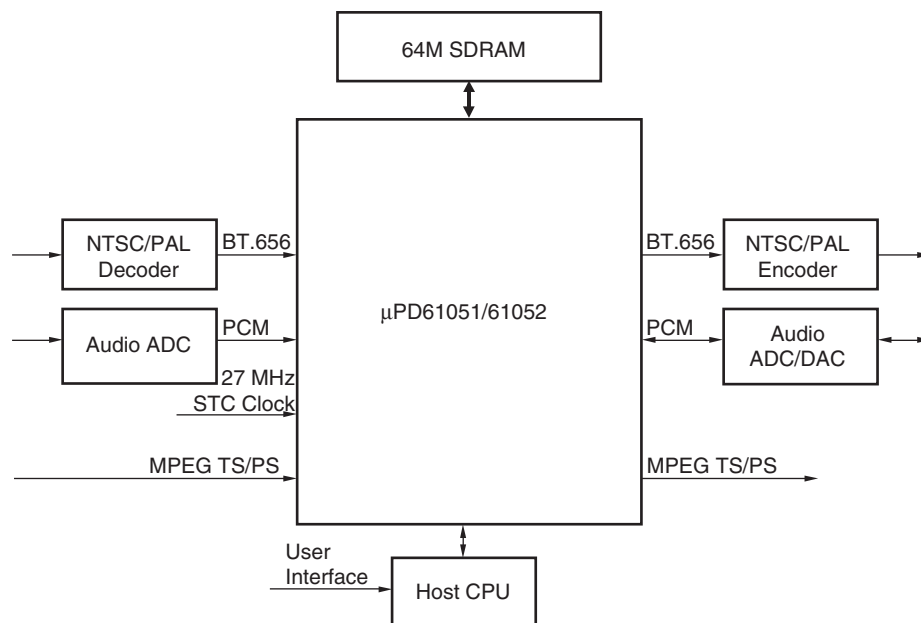 64M SDRAM
NTSC/PAL
Decoder
BT.656
μPD61051/61052
BT.656
NTSC/PAL
Encoder
Audio ADC
PCM
PCM
Audio
ADC/DAC
27 MHz
STC Clock
MPEG TS/PS
MPEG TS/PS
User
Interface
Host CPU